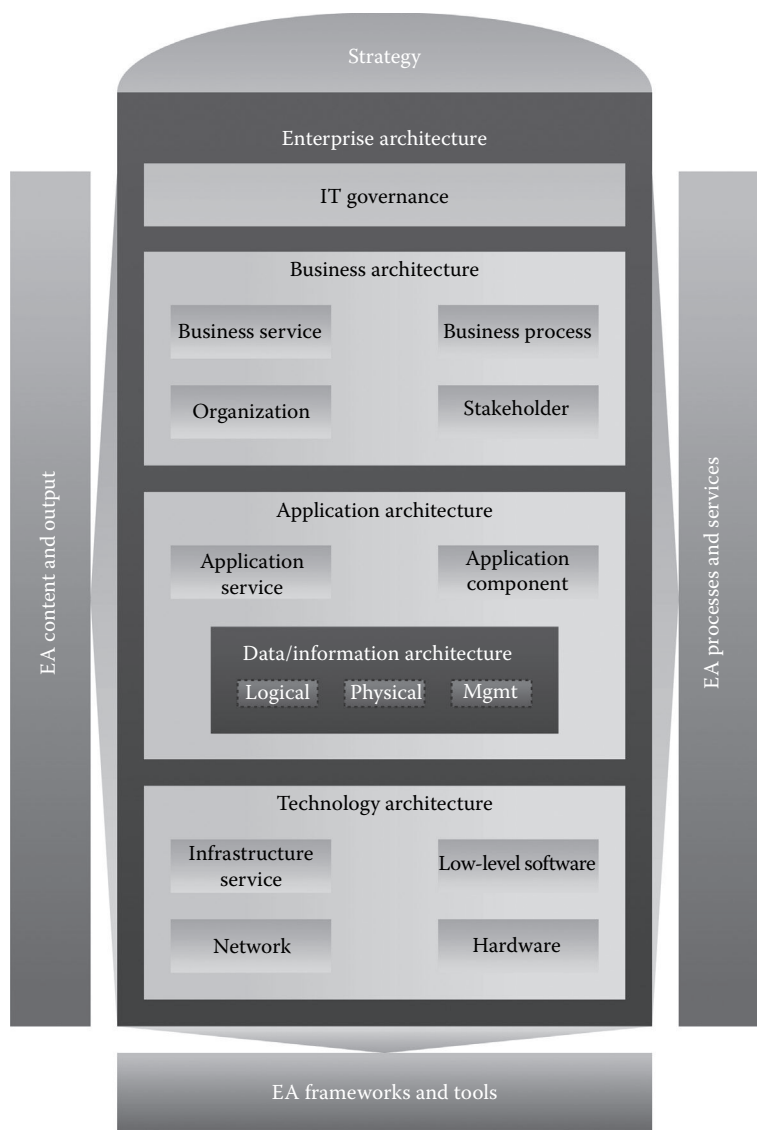 Strategy
Enterprise architecture
IT governance
Business architecture
Business service
Business process
Organization
Stakeholder
EA content and output
EA processes and services
Application architecture
Application
service
Application
component
Data/information architecture
Logical
Physical
Mgmt
Technology architecture
Infrastructure
service
Low-level software
Network
Hardware
EA frameworks and tools